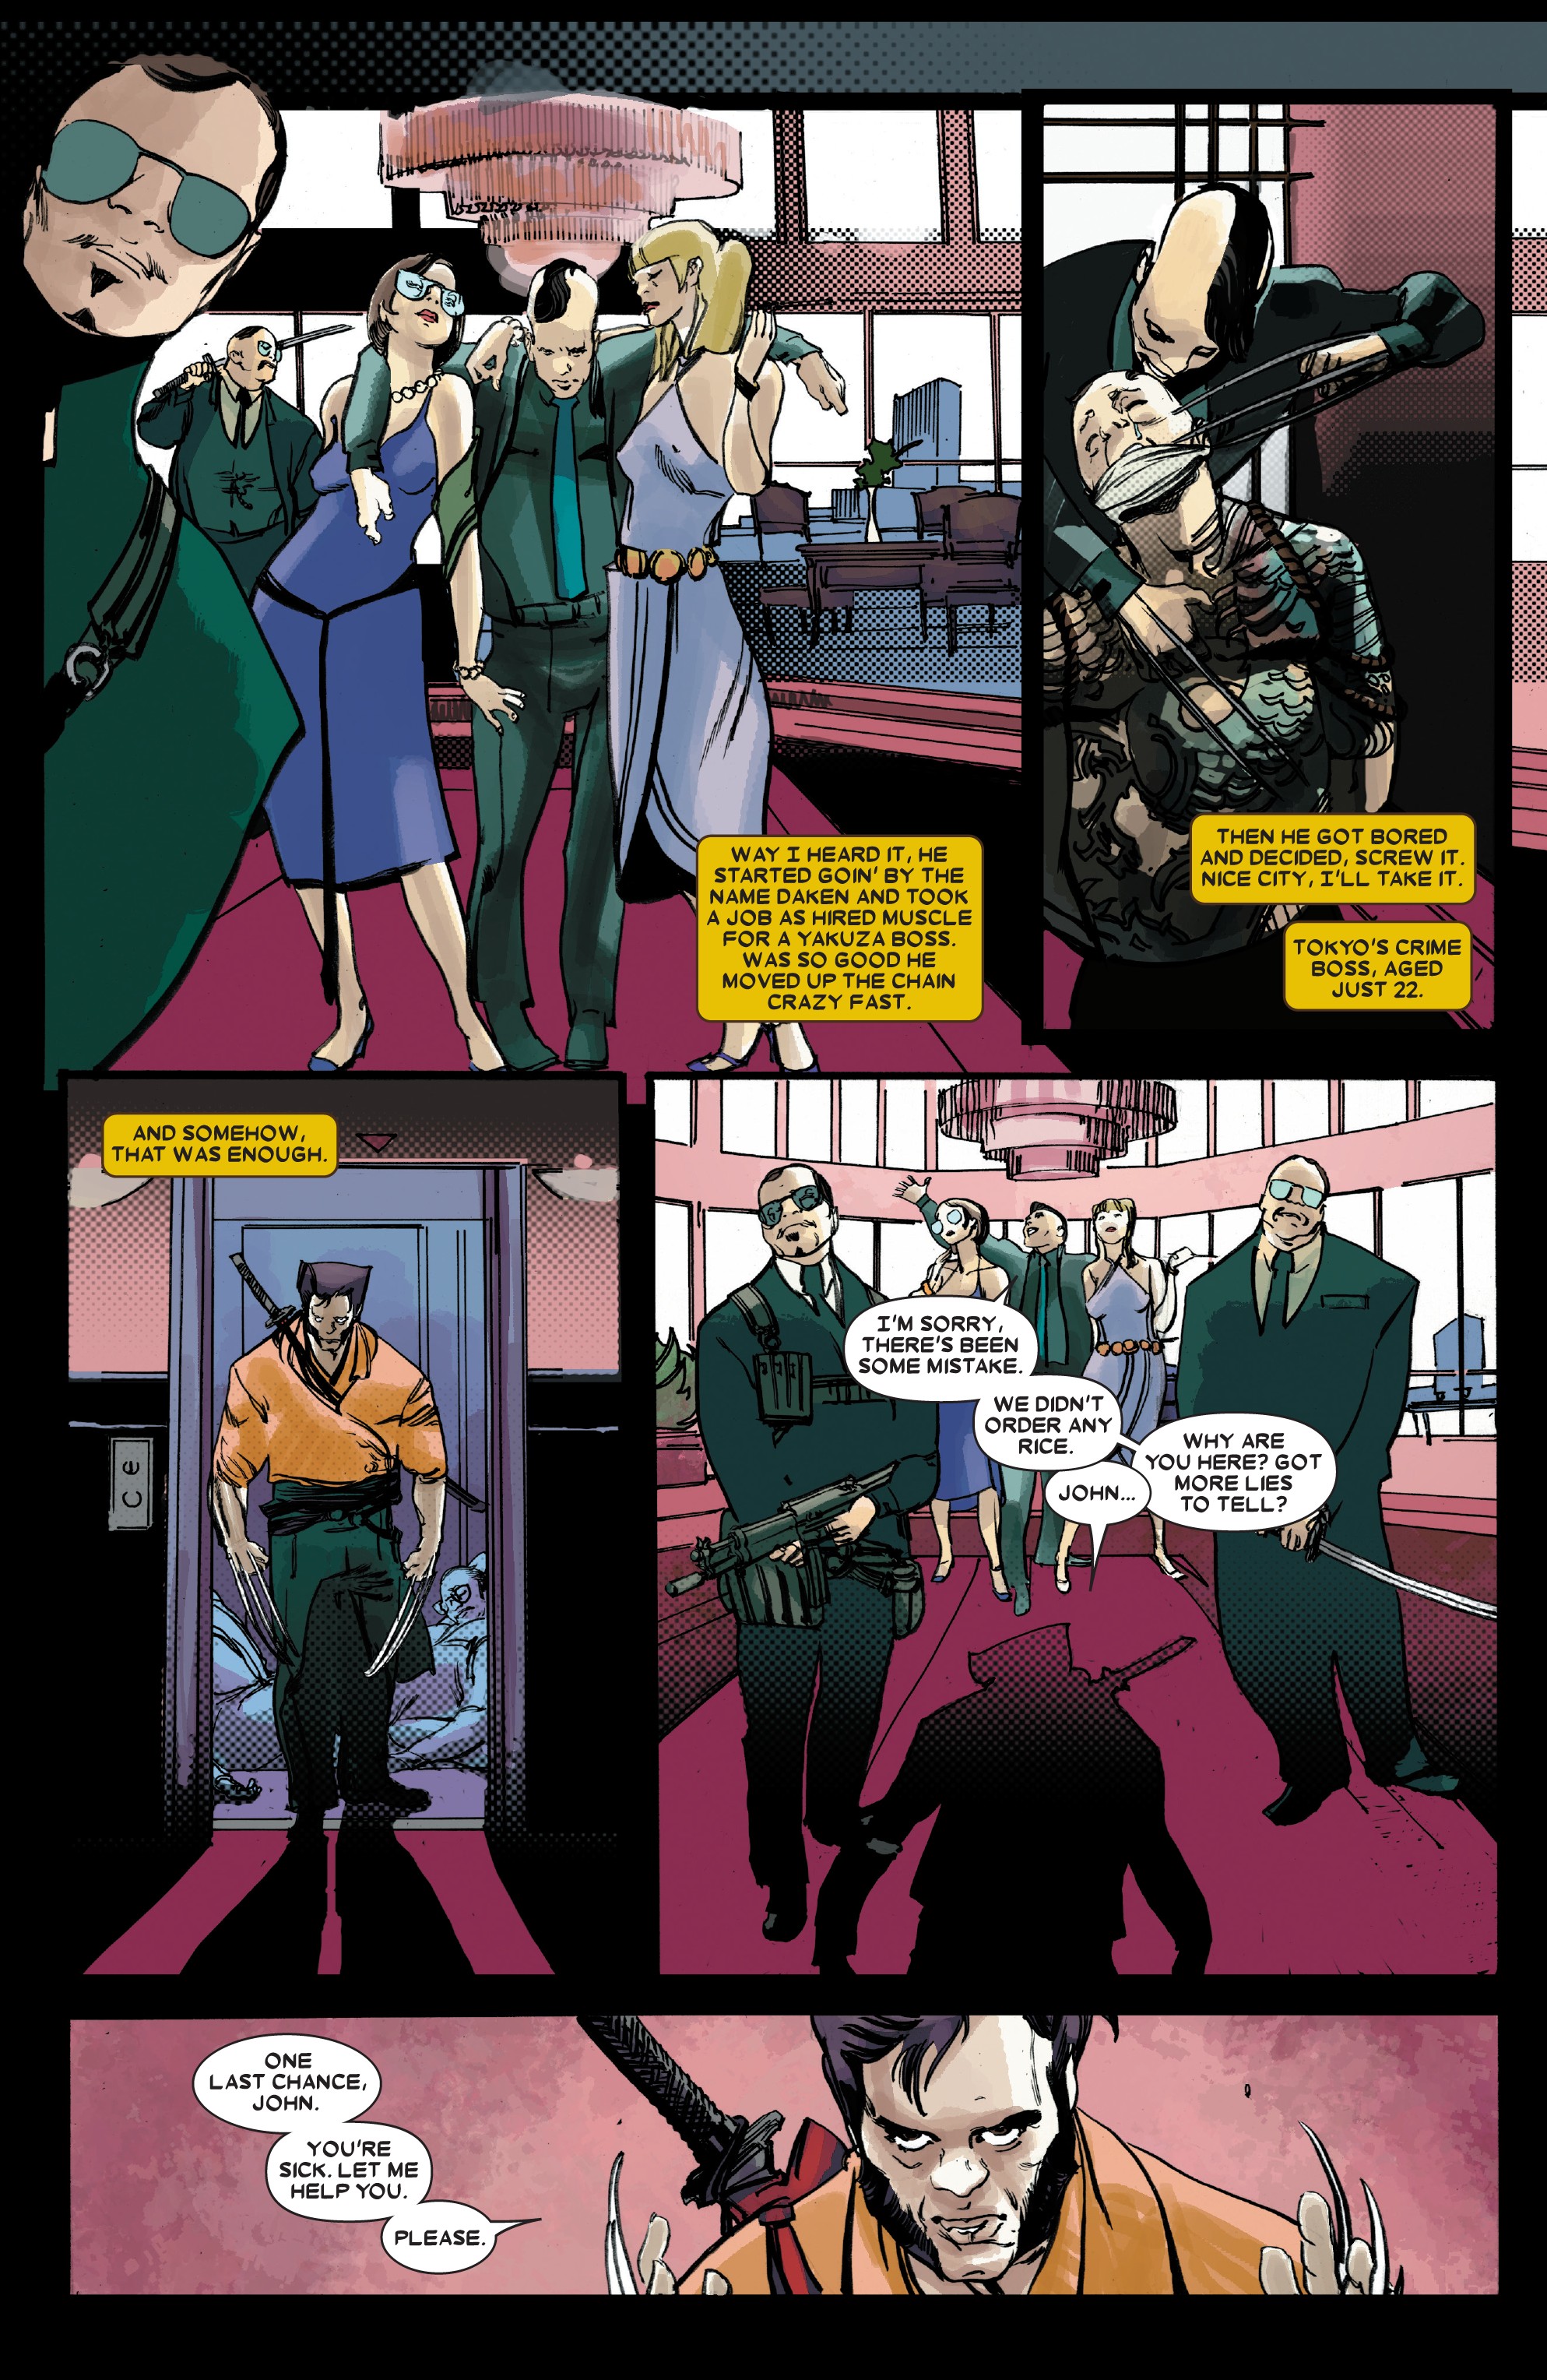 WAY I HEARD IT, HE
STARTED GOIN' BY THE
NAME DAKEN AND TOOK
A JOB AS HIRED MUSCLE
FOR A YAKUZA BOSS.
WAS SO GOOD HE
MOVED UP THE CHAIN
CRAZY FAST.
THEN HE GOT BORED
AND DECIDED, SCREW IT.
NICE CITY, I'LL TAKE IT.
TOKYO'S CRIME
BOSS, AGED
JUST 22.
AND SOMEHOW,
THAT WAS ENOUGH.
I'M SORRY,
THERE'S BEEN
SOME MISTAKE.
WE DIDN'T
ORDER ANY
RICE.
JOHN...
WHY ARE
YOU HERE? GOT
MORE LIES
TO TELL?
ONE
LAST CHANCE,
JOHN.
YOU'RE
SICK. LET ME
HELP YOU.
PLEASE.